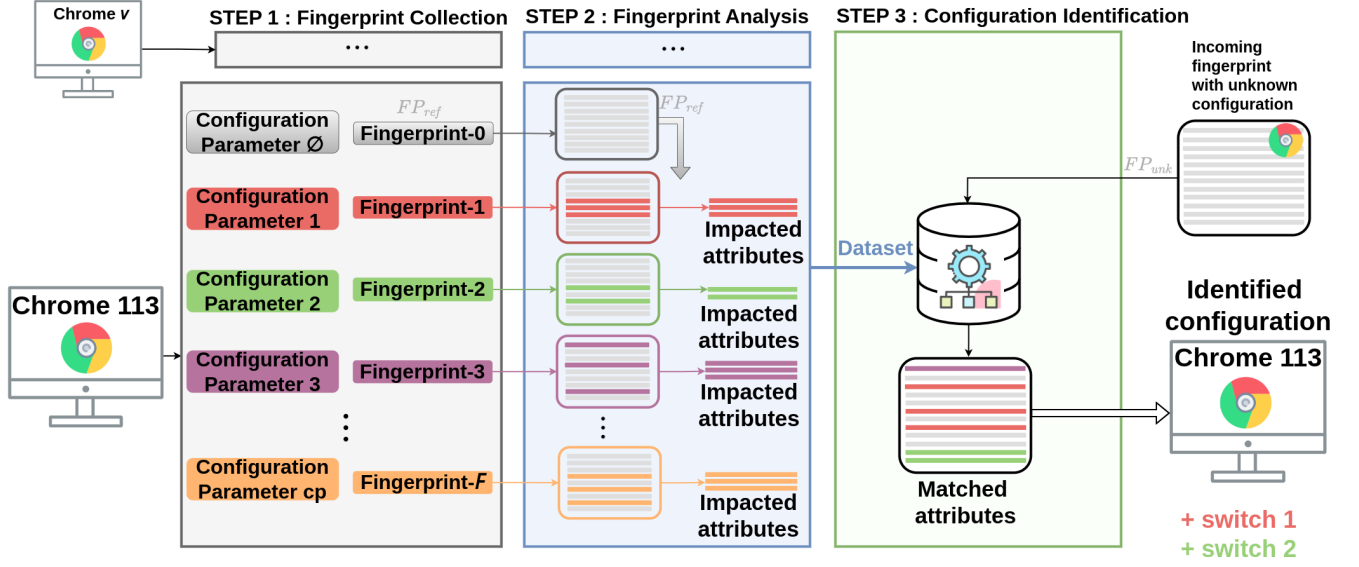 Chrome v
STEP 1 : Fingerprint Collection
...
STEP 2 : Fingerprint Analysis
...
STEP 3 : Configuration Identification
Incoming
fingerprint
with unknown
configuration
Chrome 113
FP_ref
Configuration
Parameter Ø
Fingerprint-0
Configuration
Parameter 1
Fingerprint-1
Configuration
Parameter 2
Fingerprint-2
Configuration
Parameter 3
Fingerprint-3
⋮
Configuration
Parameter cp
Fingerprint-F
FP_ref
Impacted
attributes
Impacted
attributes
Impacted
attributes
⋮
Impacted
attributes
Dataset
FP_unk
Matched
attributes
Identified
configuration
Chrome 113
+ switch 1
+ switch 2